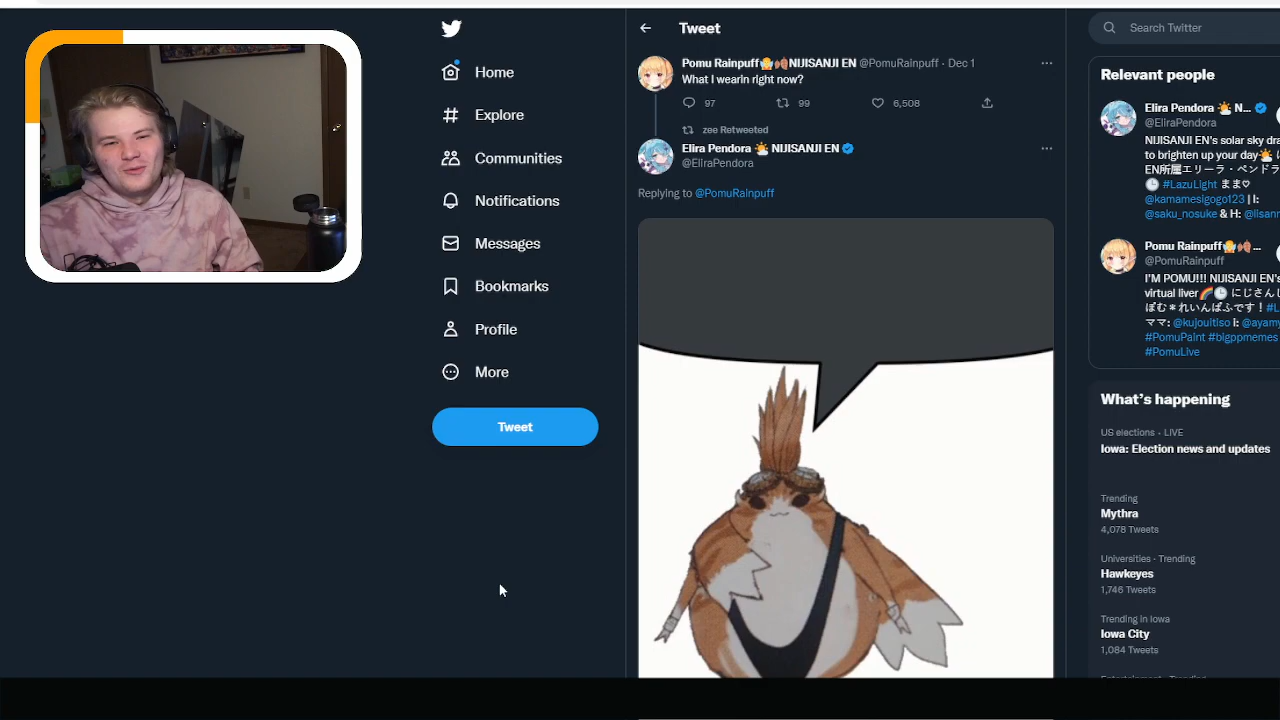 Home
Explore
Communities
Notifications
Messages
Bookmarks
Profile
More
Tweet
Tweet
Pomu Rainpuff NIJISANJI EN @PomuRainpuff · Dec 1
What I wearin right now?
97 99 6,508
zee Retweeted
Elira Pendora NIJISANJI EN
@EliraPendora
Replying to @PomuRainpuff
Search Twitter
Relevant people
Elira Pendora N...
@EliraPendora
NIJISANJI EN's solar sky dra
to brighten up your day
EN所属エリーラ・ペンドラ
#LazuLight まま♡
@kamamesigogo123 | I:
@saku_nosuke & H: @lisann
Pomu Rainpuff ...
@PomuRainpuff
I'M POMU!!! NIJISANJI EN's
virtual liver にじさんじ
ぽむ*れいんぱふです！#L
ママ: @kujouitiso I: @ayamy
#PomuPaint #bigppmemes
#PomuLive
What's happening
US elections · LIVE
Iowa: Election news and updates
Trending
Mythra
4,078 Tweets
Universities · Trending
Hawkeyes
1,746 Tweets
Trending in Iowa
Iowa City
1,084 Tweets